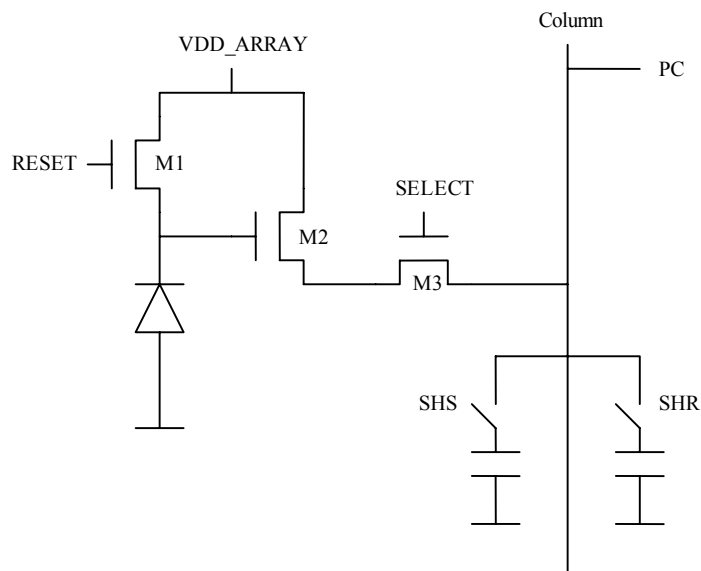 Column
VDD_ARRAY
PC
RESET
M1
SELECT
M2
M3
SHS
SHR